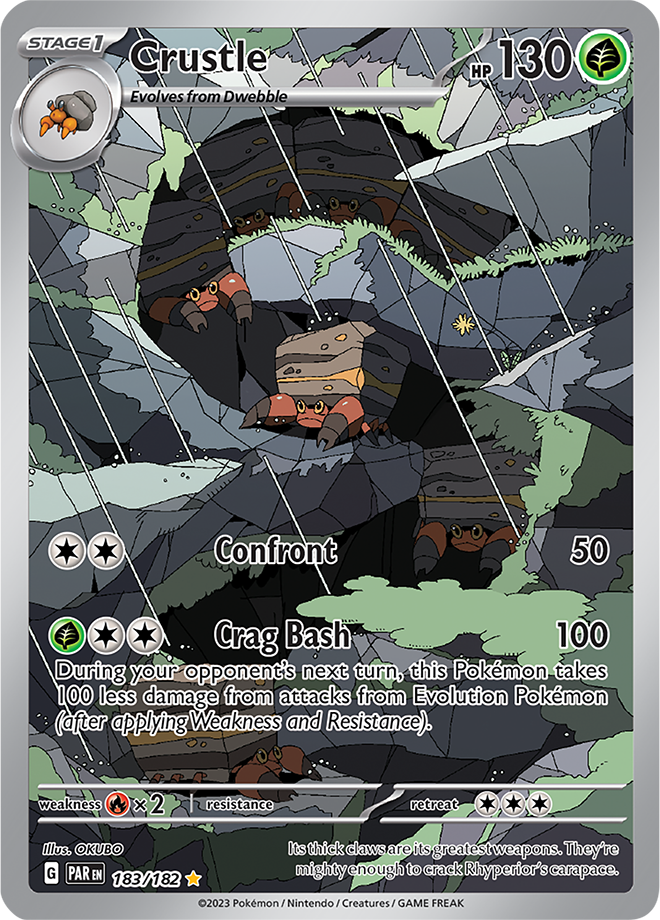 STAGE1
Crustle
HP 130
Evolves from Dwebble
Confront 50
Crag Bash 100
During your opponent's next turn, this Pokémon takes
100 less damage from attacks from Evolution Pokémon
(after applying Weakness and Resistance).
weakness ×2 resistance retreat
Illus. OKUBO
Its thick claws are its greatest weapons. They're
mighty enough to crack Rhyperior's carapace.
G PAR EN 183/182
©2023 Pokémon / Nintendo / Creatures / GAME FREAK